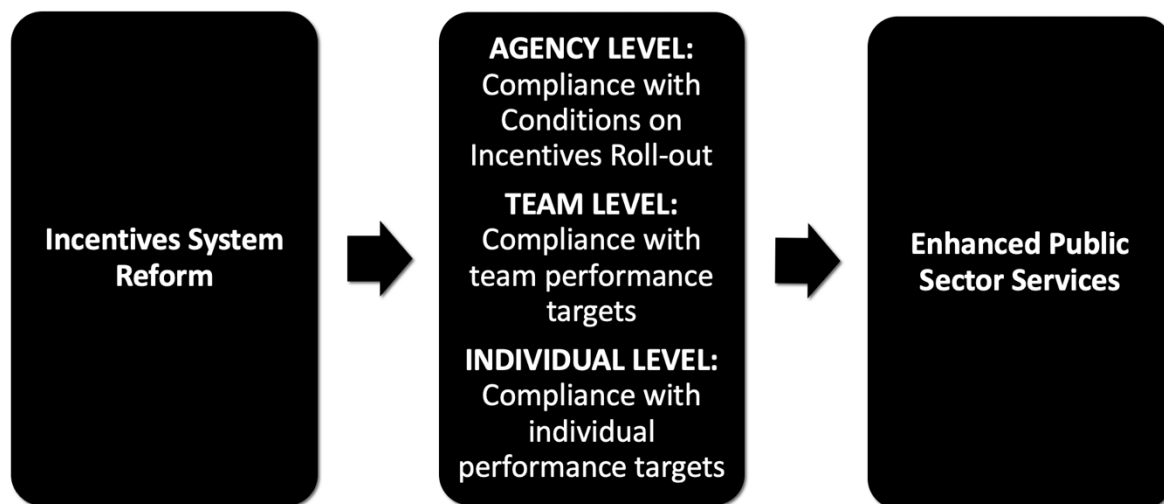 Incentives System
Reform
AGENCY LEVEL:
Compliance with
Conditions on
Incentives Roll-out
TEAM LEVEL:
Compliance with
team performance
targets
INDIVIDUAL LEVEL:
Compliance with
individual
performance targets
Enhanced Public
Sector Services